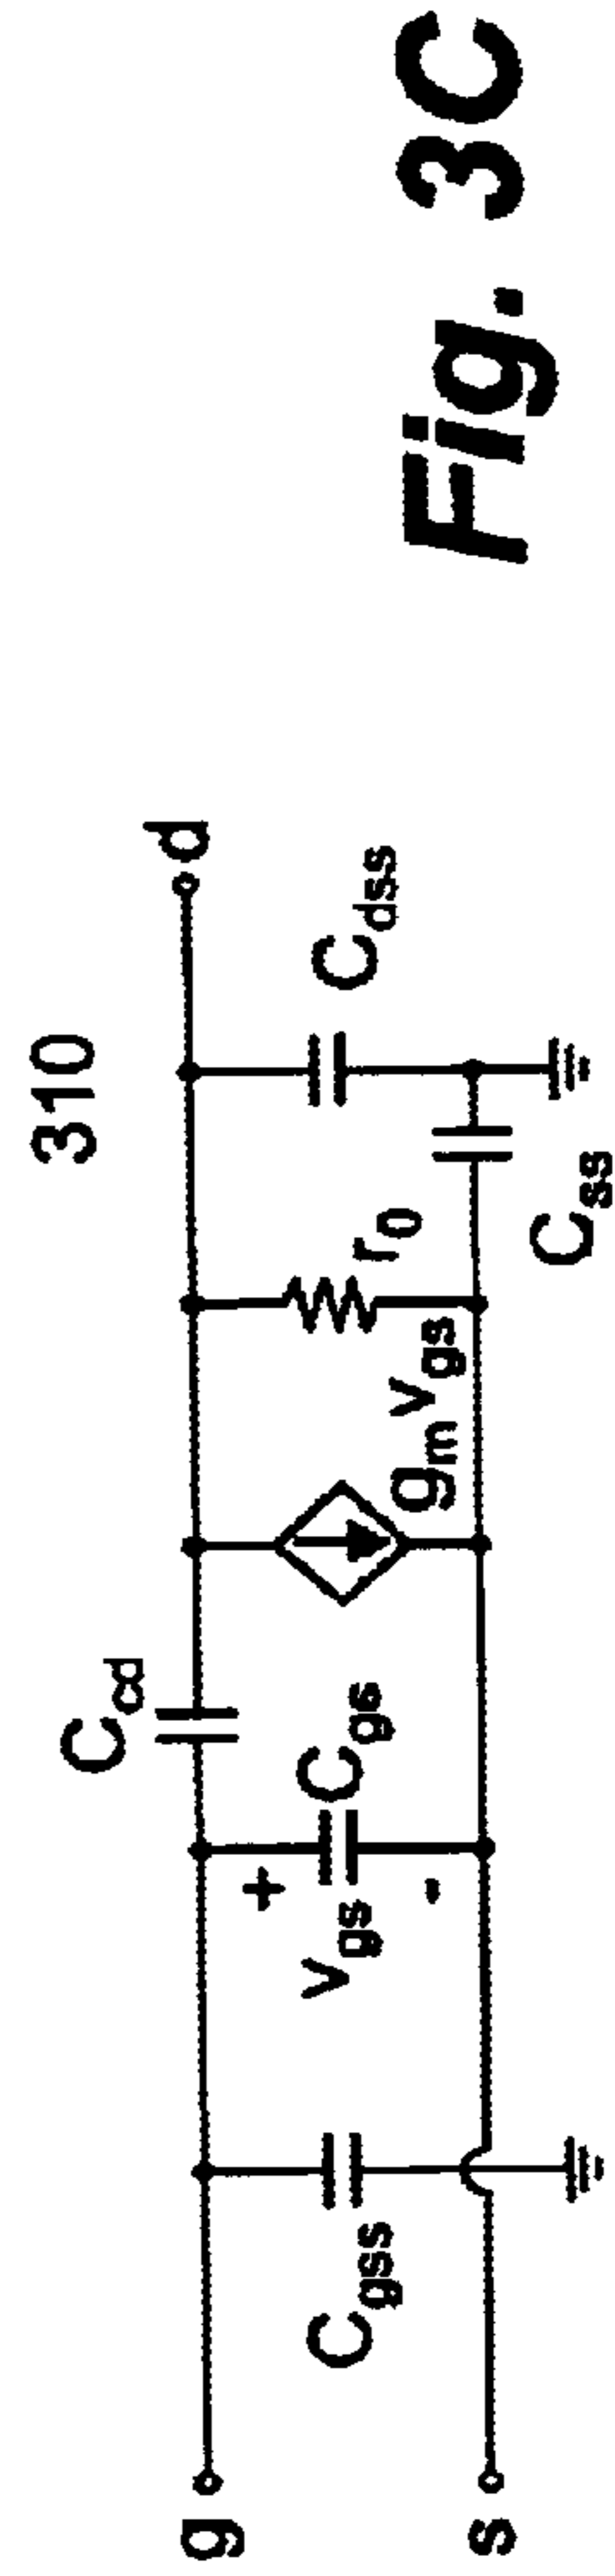 310
C_cd
g
d
C_gss
+
v_gs
-
C_gs
g_m v_gs
r_0
C_dss
s
C_ss
Fig. 3C